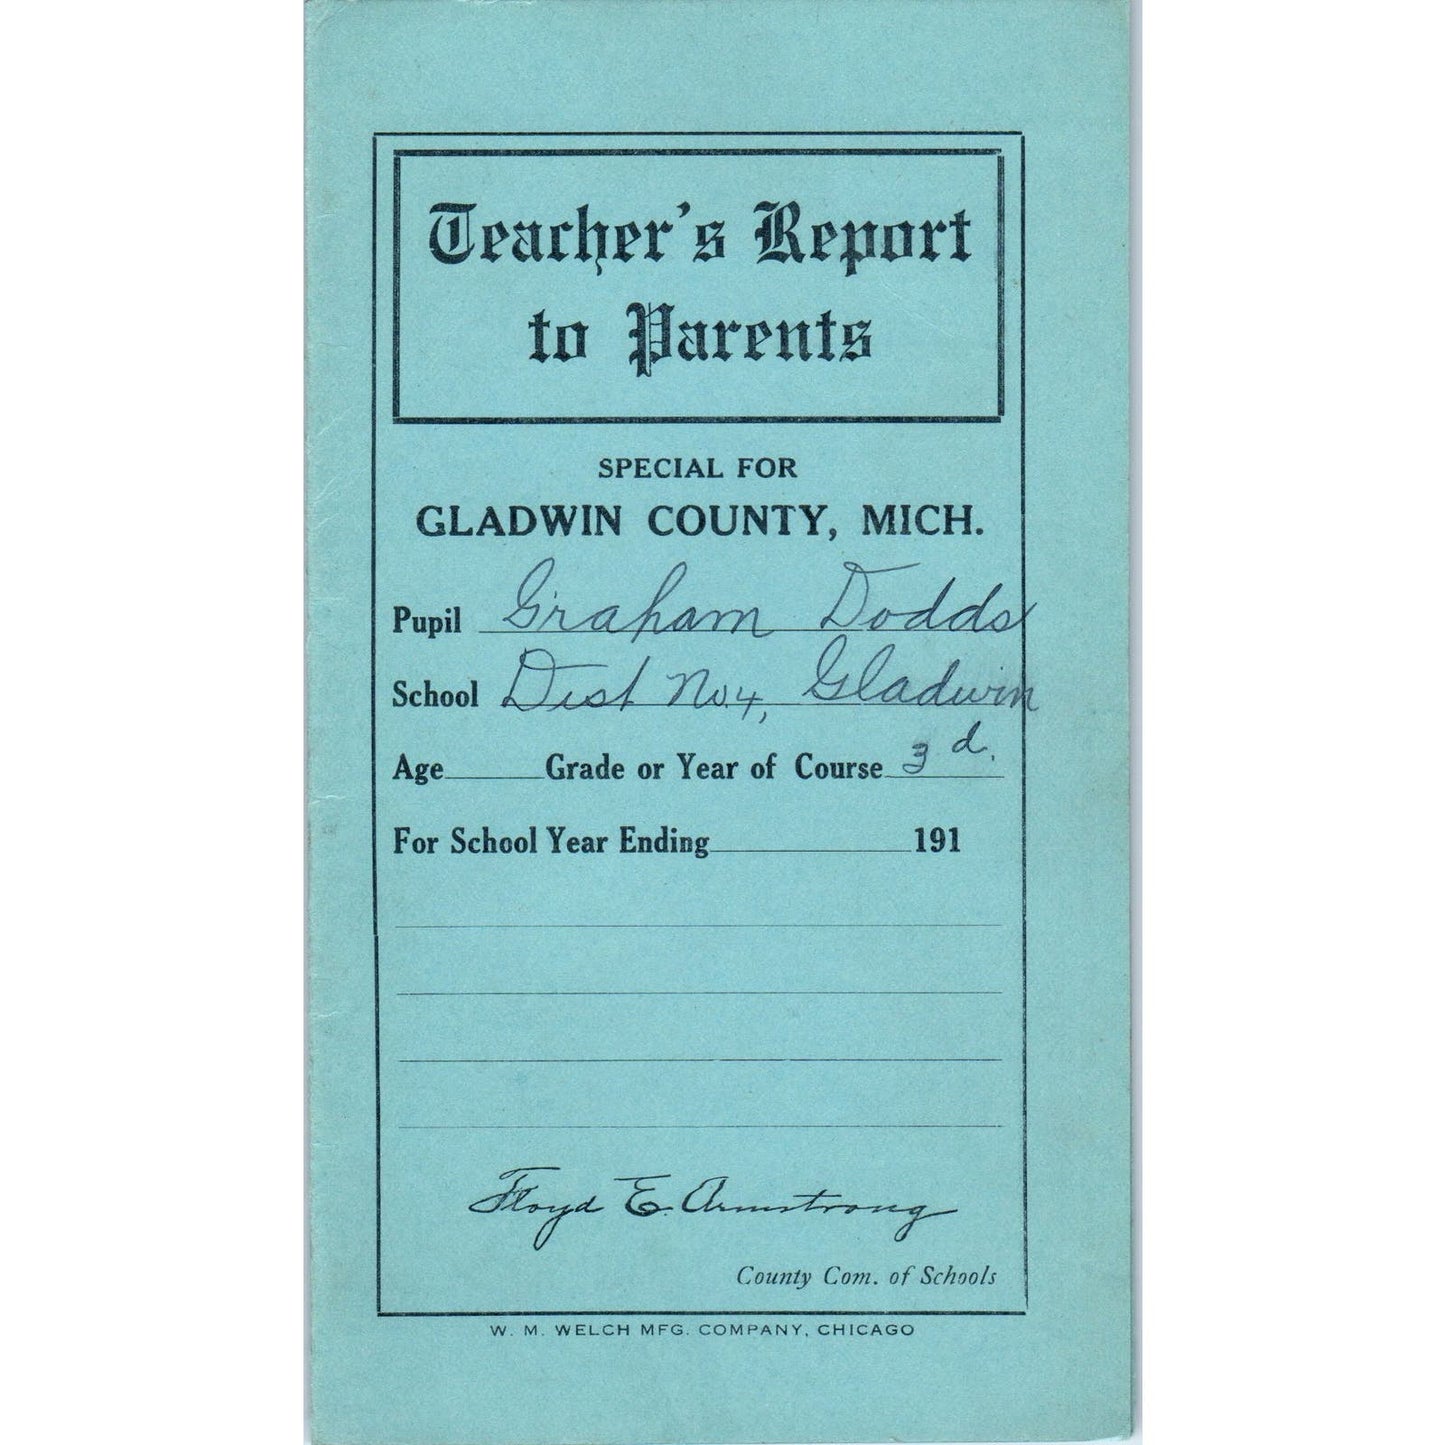 Teacher's Report
to Parents
SPECIAL FOR
GLADWIN COUNTY, MICH.
Pupil Graham Dodds
School Dist No. 4, Gladwin
Age Grade or Year of Course 3d.
For School Year Ending 191
Floyd E. Armstrong
County Com. of Schools
W. M. WELCH MFG. COMPANY, CHICAGO